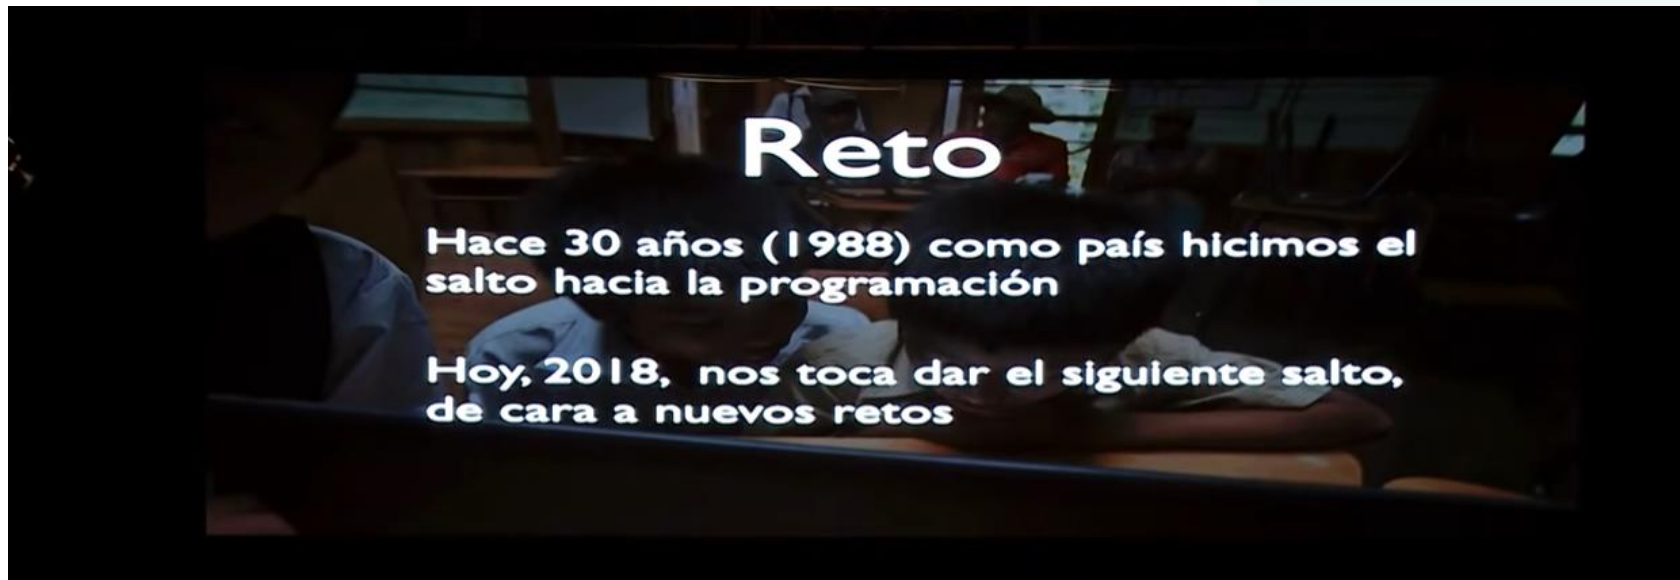 Reto
Hace 30 años (1988) como país hicimos el
salto hacia la programación
Hoy, 2018, nos toca dar el siguiente salto,
de cara a nuevos retos